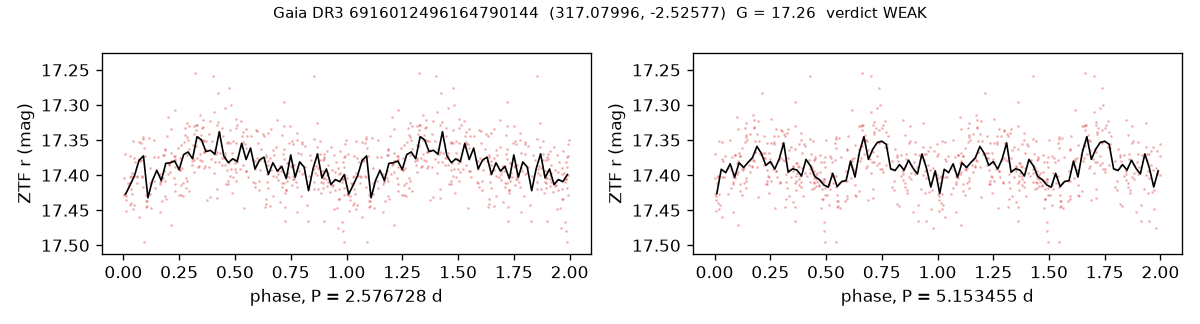 Gaia DR3 6916012496164790144  (317.07996, -2.52577)  G = 17.26  verdict WEAK
ZTF r (mag)
17.25
17.30
17.35
17.40
17.45
17.50
0.00 0.25 0.50 0.75 1.00 1.25 1.50 1.75 2.00
phase, P = 2.576728 d
ZTF r (mag)
17.25
17.30
17.35
17.40
17.45
17.50
0.00 0.25 0.50 0.75 1.00 1.25 1.50 1.75 2.00
phase, P = 5.153455 d